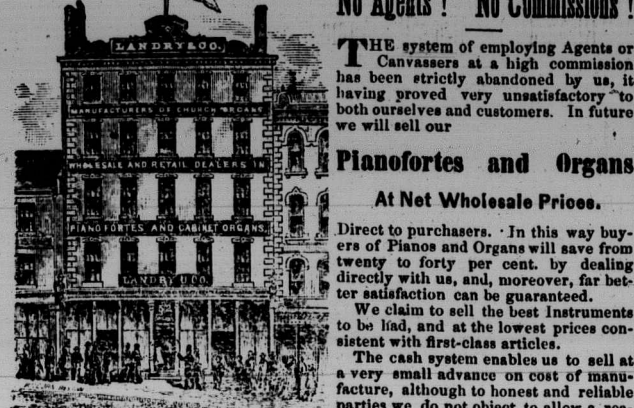 LANDRY & CO.
MANUFACTURERS OF CHURCH ORGANS
WHOLESALE AND RETAIL DEALERS IN
PIANOFORTES AND CABINET ORGANS.
LANDRY & CO.
No Agents! No Commissions!
THE system of employing Agents or
Canvassers at a high commission
has been strictly abandoned by us, it
having proved very unsatisfactory to
both ourselves and customers. In future
we will sell our
Pianofortes and Organs
At Net Wholesale Prices.
Direct to purchasers. In this way buy-
ers of Pianos and Organs will save from
twenty to forty per cent. by dealing
directly with us, and, moreover, far bet-
ter satisfaction can be guaranteed.
We claim to sell the best Instruments
to be had, and at the lowest prices con-
sistent with first-class articles.
The cash system enables us to sell at
a very small advance on cost of manu-
facture, although to honest and reliable
parties we do not object to allow a